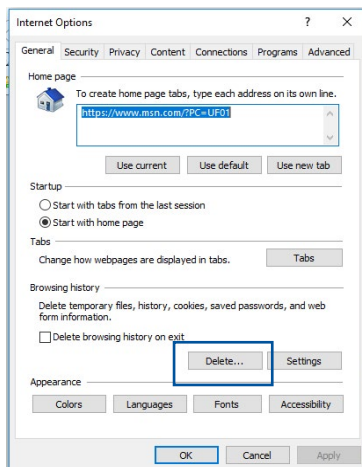 Internet Options ? X
General Security Privacy Content Connections Programs Advanced
Home page
To create home page tabs, type each address on its own line.
https://www.msn.com/?PC=UF01
Use current Use default Use new tab
Startup
Start with tabs from the last session
Start with home page
Tabs
Change how webpages are displayed in tabs. Tabs
Browsing history
Delete temporary files, history, cookies, saved passwords, and web
form information.
Delete browsing history on exit
Delete... Settings
Appearance
Colors Languages Fonts Accessibility
OK Cancel Apply